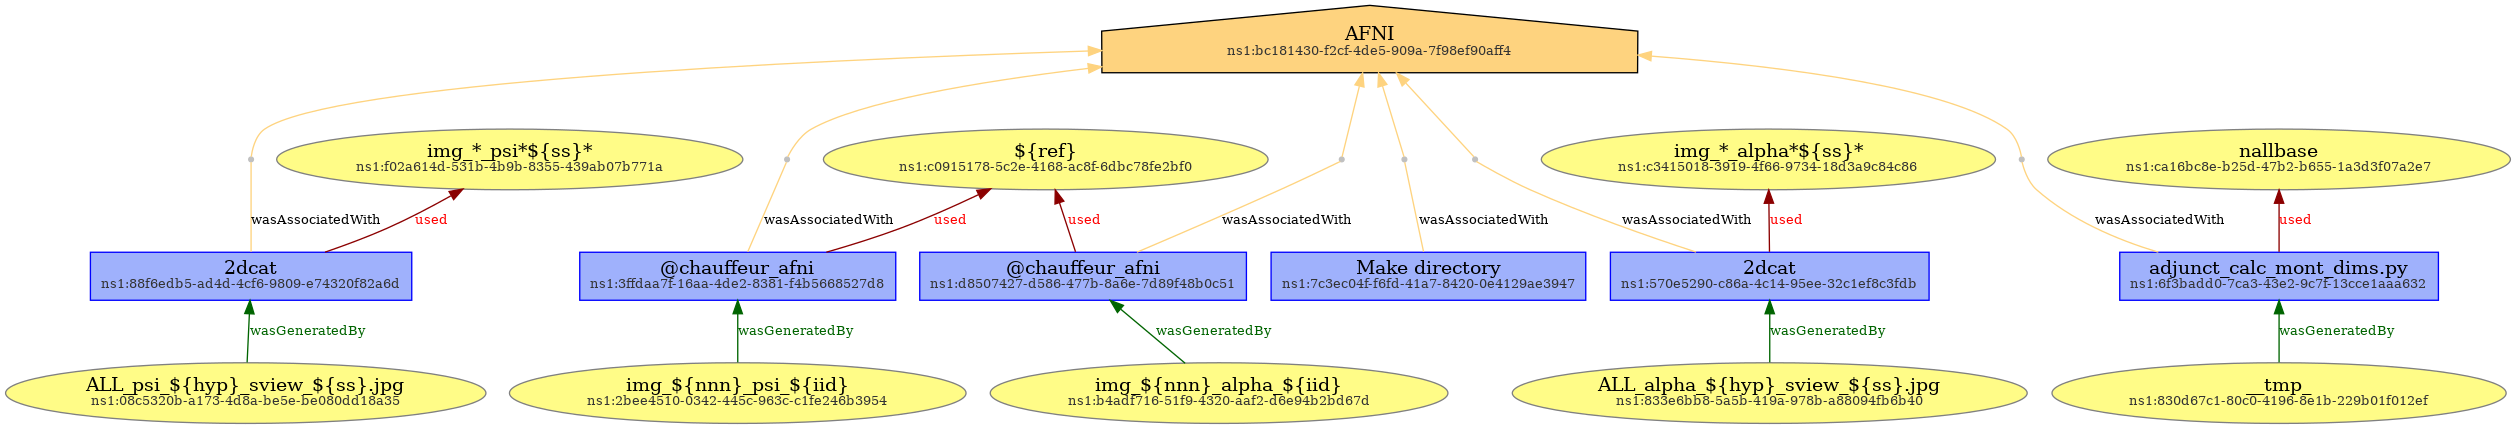 AFNI
ns1:bc181430-f2cf-4de5-909a-7f98ef90aff4
img_*_psi*${ss}*
ns1:f02a614d-531b-4b9b-8355-439ab07b771a
${ref}
ns1:c0915178-5c2e-4168-ac8f-6dbc78fe2bf0
img_*_alpha*${ss}*
ns1:c3415018-3919-4f66-9734-18d3a9c84c86
nallbase
ns1:ca16bc8e-b25d-47b2-b655-1a3d3f07a2e7
wasAssociatedWith
used
wasAssociatedWith
used
used
wasAssociatedWith
wasAssociatedWith
wasAssociatedWith
used
wasAssociatedWith
used
2dcat
ns1:88f6edb5-ad4d-4cf6-9809-e74320f82a6d
@chauffeur_afni
ns1:3ffdaa7f-16aa-4de2-8381-f4b5668527d8
@chauffeur_afni
ns1:d8507427-d586-477b-8a6e-7d89f48b0c51
Make directory
ns1:7c3ec04f-f6fd-41a7-8420-0e4129ae3947
2dcat
ns1:570e5290-c86a-4c14-95ee-32c1ef8c3fdb
adjunct_calc_mont_dims.py
ns1:6f3badd0-7ca3-43e2-9c7f-13cce1aaa632
wasGeneratedBy
wasGeneratedBy
wasGeneratedBy
wasGeneratedBy
wasGeneratedBy
ALL_psi_${hyp}_sview_${ss}.jpg
ns1:08c5320b-a173-4d8a-be5e-be080dd18a35
img_${nnn}_psi_${iid}
ns1:2bee4510-0342-445c-963c-c1fe246b3954
img_${nnn}_alpha_${iid}
ns1:b4adf716-51f9-4320-aaf2-d6e94b2bd67d
ALL_alpha_${hyp}_sview_${ss}.jpg
ns1:833e6bb8-5a5b-419a-978b-a88094fb6b40
__tmp_
ns1:830d67c1-80c0-4196-8e1b-229b01f012ef